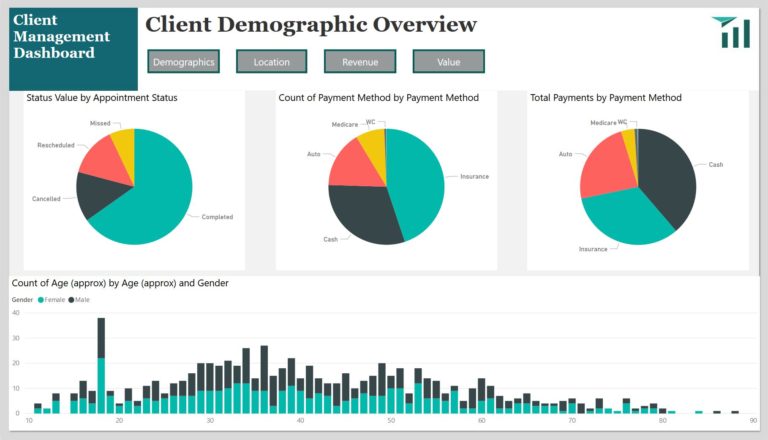 Client
Management
Dashboard
Client Demographic Overview
Demographics
Location
Revenue
Value
Status Value by Appointment Status
Missed
Rescheduled
Cancelled
Completed
Count of Payment Method by Payment Method
Medicare
WC
Auto
Insurance
Cash
Total Payments by Payment Method
Medicare
WC
Auto
Cash
Insurance
Count of Age (approx) by Age (approx) and Gender
Gender Female Male
40
30
20
10
0
10 20 30 40 50 60 70 80 90